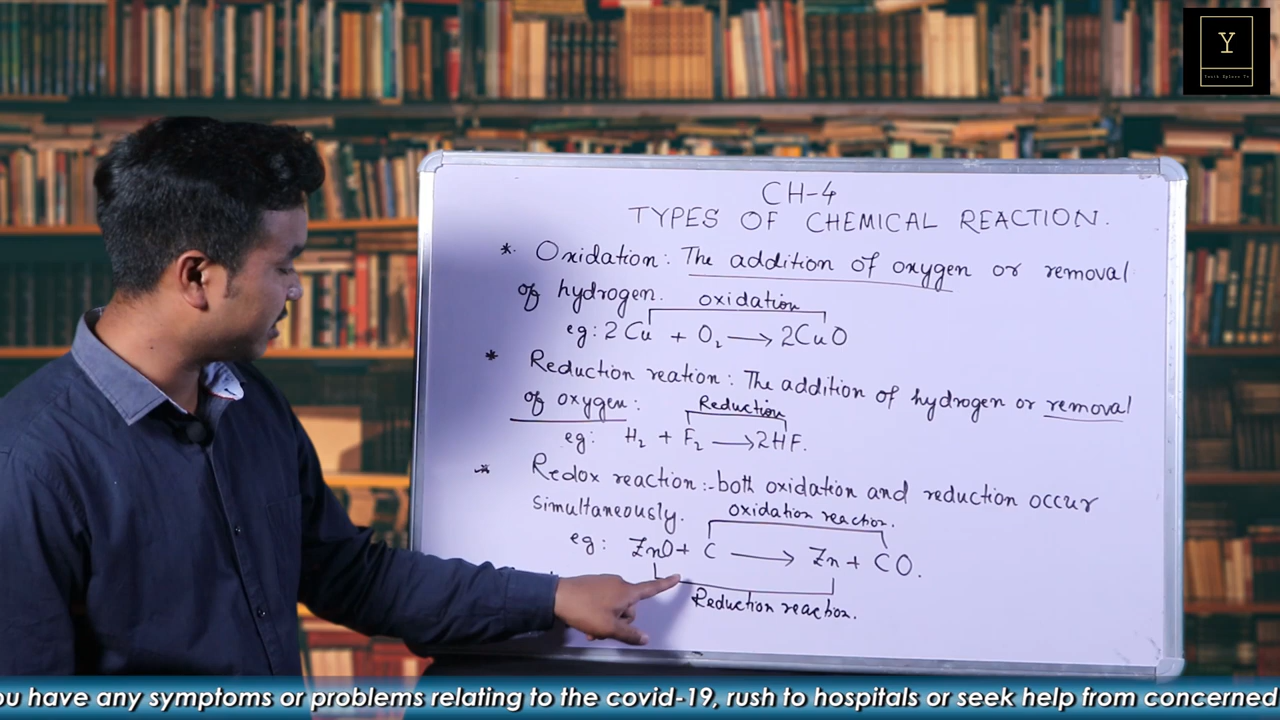 Y
CH-4
TYPES OF CHEMICAL REACTION.
* Oxidation: The addition of oxygen or removal
of hydrogen. oxidation
eg: 2 Cu + O₂ ⟶ 2CuO
* Reduction reation: The addition of hydrogen or removal
of oxygen: Reduction
eg: H₂ + F₂ ⟶ 2HF.
* Redox reaction :- both oxidation and reduction occur
simultaneously. oxidation reaction.
eg: ZnO + C ⟶ Zn + CO.
Reduction reaction.
ou have any symptoms or problems relating to the covid-19, rush to hospitals or seek help from concerned